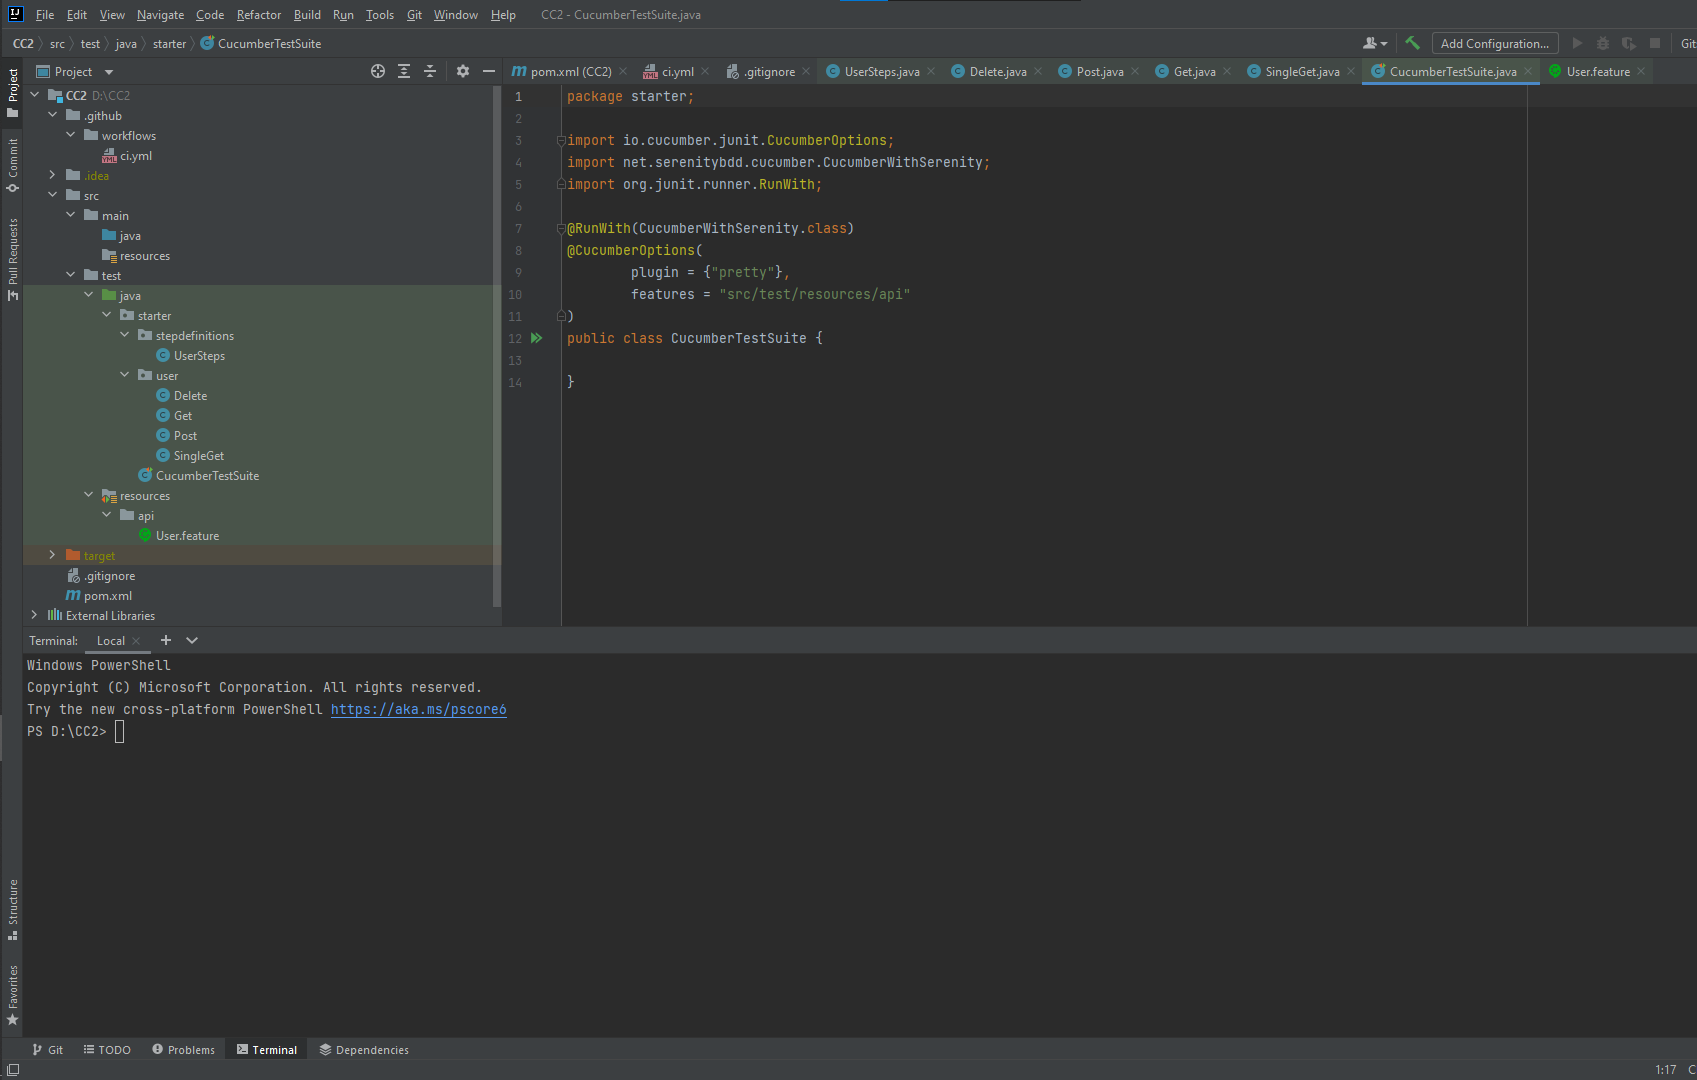 File Edit View Navigate Code Refactor Build Run Tools Git Window Help CC2 - CucumberTestSuite.java
CC2 src test java starter CucumberTestSuite Add Configuration... Git
Project
pom.xml (CC2) ci.yml .gitignore UserSteps.java Delete.java Post.java Get.java SingleGet.java CucumberTestSuite.java User.feature
Project
Commit
Pull Requests
CC2 D:\CC2
.github
workflows
ci.yml
.idea
src
main
java
resources
test
java
starter
stepdefinitions
UserSteps
user
Delete
Get
Post
SingleGet
CucumberTestSuite
resources
api
User.feature
target
.gitignore
pom.xml
External Libraries
1 package starter;
2
3 import io.cucumber.junit.CucumberOptions;
4 import net.serenitybdd.cucumber.CucumberWithSerenity;
5 import org.junit.runner.RunWith;
6
7 @RunWith(CucumberWithSerenity.class)
8 @CucumberOptions(
9 plugin = {"pretty"},
10 features = "src/test/resources/api"
11 )
12 public class CucumberTestSuite {
13
14 }
Terminal: Local
Windows PowerShell
Copyright (C) Microsoft Corporation. All rights reserved.
Try the new cross-platform PowerShell https://aka.ms/pscore6
PS D:\CC2>
Structure
Favorites
Git TODO Problems Terminal Dependencies
1:17 C